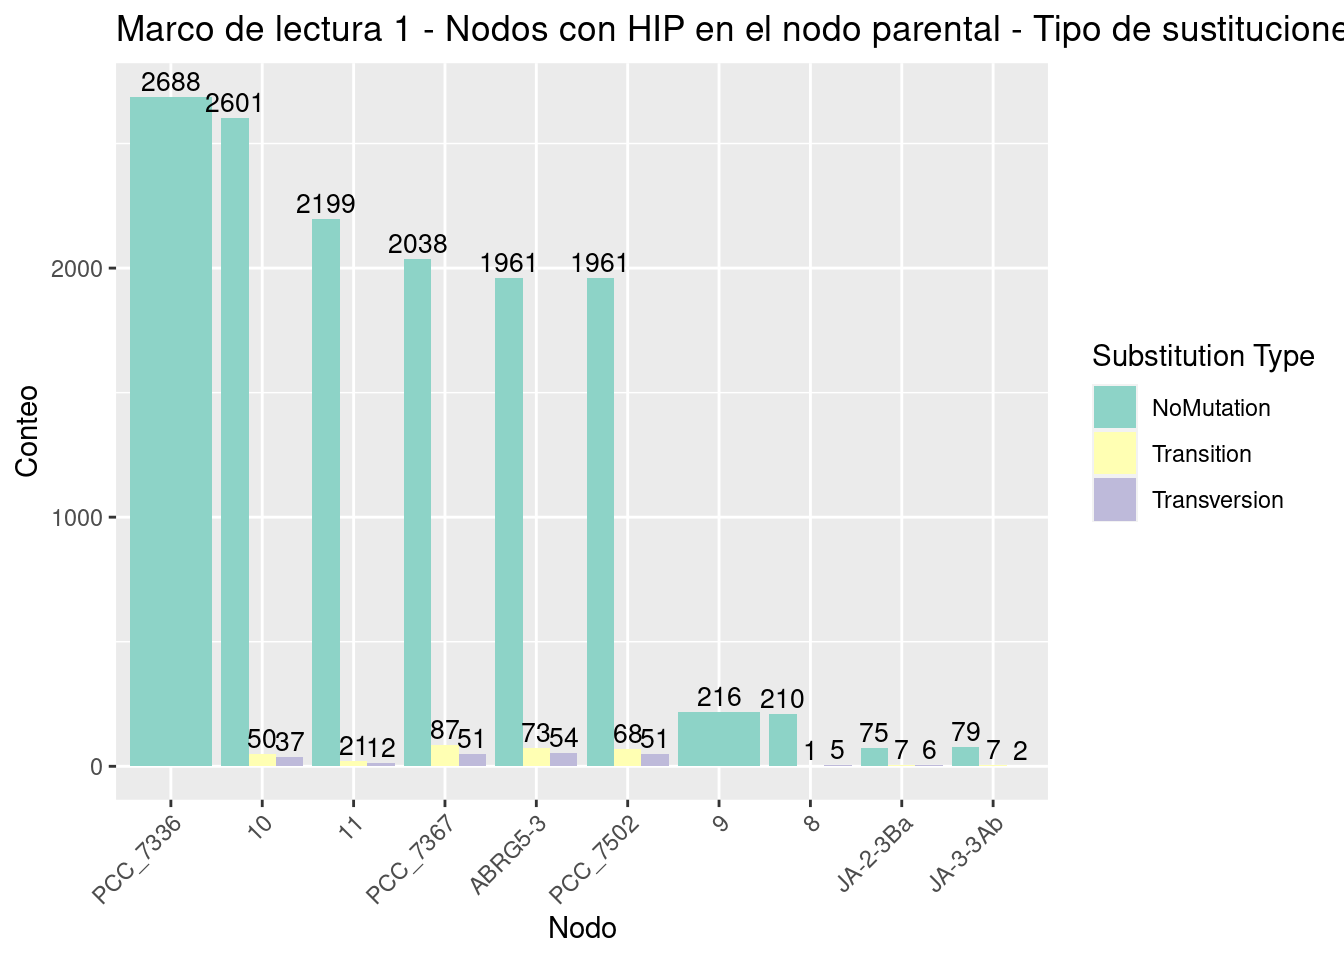 Marco de lectura 1 - Nodos con HIP en el nodo parental - Tipo de sustitucione
2688
2601
2199
2038
1961
1961
216
210
50
37
21
12
87
51
73
54
68
51
1
5
75
7
6
79
7
2
2000
1000
0
Conteo
PCC_7336
10
11
PCC_7367
ABRG5-3
PCC_7502
9
8
JA-2-3Ba
JA-3-3Ab
Nodo
Substitution Type
NoMutation
Transition
Transversion